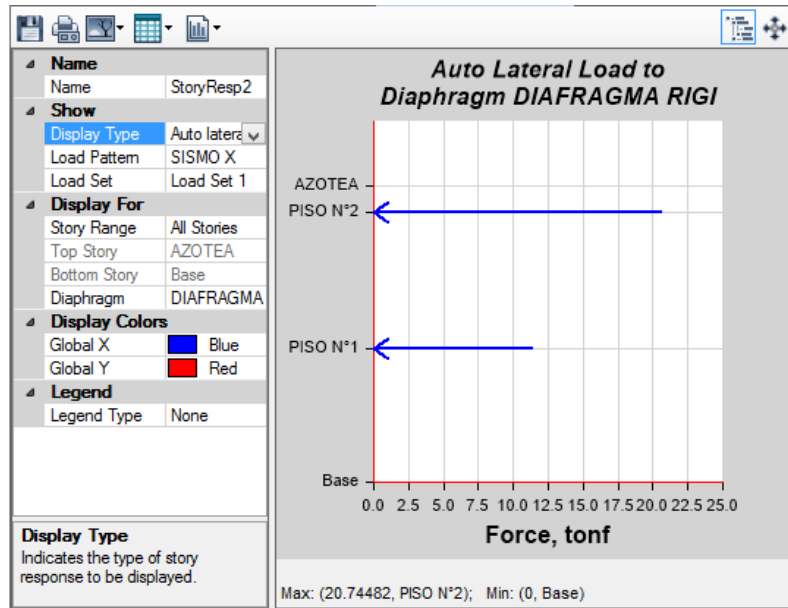 Name
Name StoryResp2
Show
Display Type Auto latera
Load Pattern SISMO X
Load Set Load Set 1
Display For
Story Range All Stories
Top Story AZOTEA
Bottom Story Base
Diaphragm DIAFRAGMA
Display Colors
Global X Blue
Global Y Red
Legend
Legend Type None
Display Type
Indicates the type of story
response to be displayed.
Auto Lateral Load to
Diaphragm DIAFRAGMA RIGI
AZOTEA
PISO N°2
PISO N°1
Base
0.0 2.5 5.0 7.5 10.0 12.5 15.0 17.5 20.0 22.5 25.0
Force, tonf
Max: (20.74482, PISO N°2); Min: (0, Base)